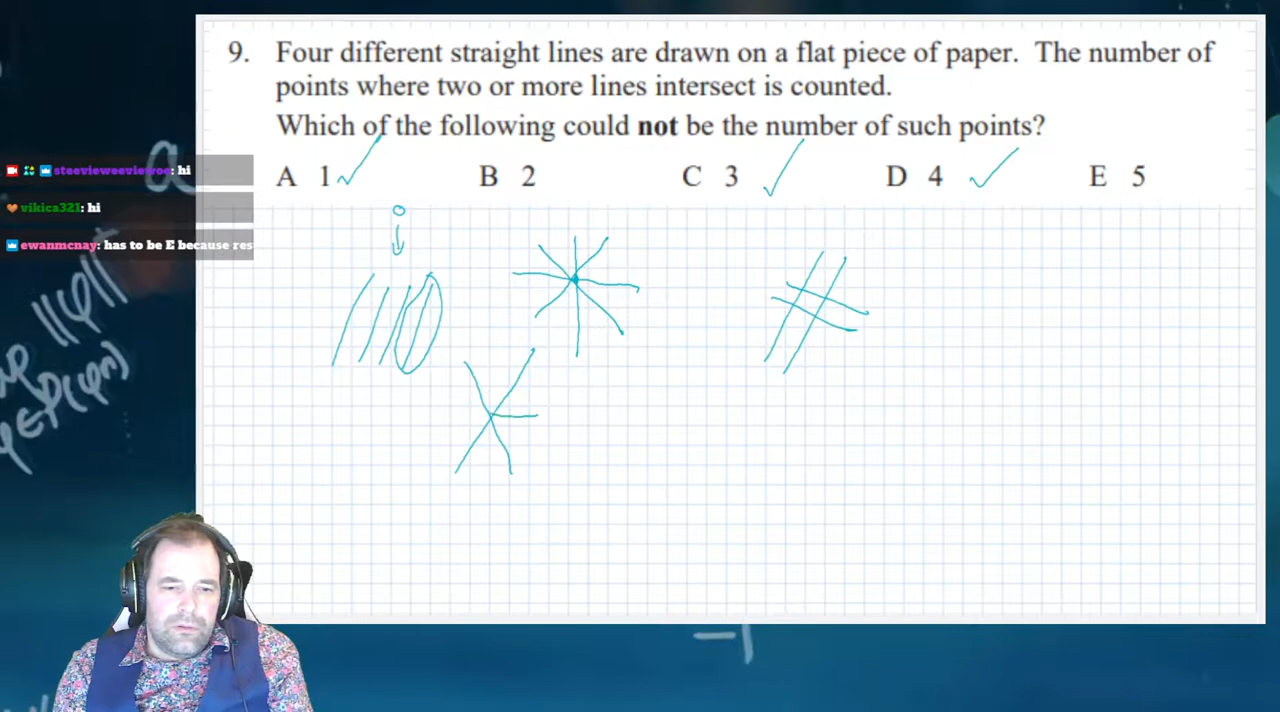 9. Four different straight lines are drawn on a flat piece of paper. The number of
points where two or more lines intersect is counted.
Which of the following could not be the number of such points?
A 1 B 2 C 3 D 4 E 5
steevieweeviewoo: hi
vikica321: hi
ewanmcnay: has to be E because res
a
0
||φ||
-1